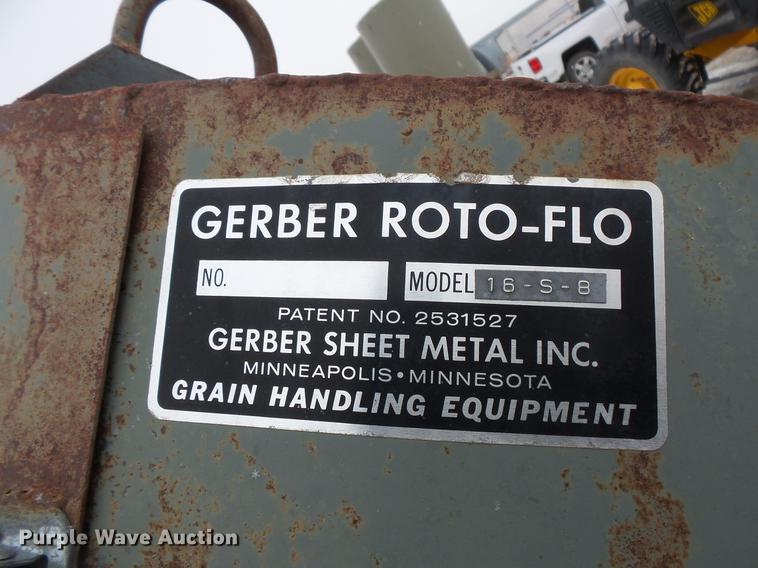 JCB
GERBER ROTO-FLO
NO.
MODEL 16-S-8
PATENT NO. 2531527
GERBER SHEET METAL INC.
MINNEAPOLIS • MINNESOTA
GRAIN HANDLING EQUIPMENT
Purple Wave Auction